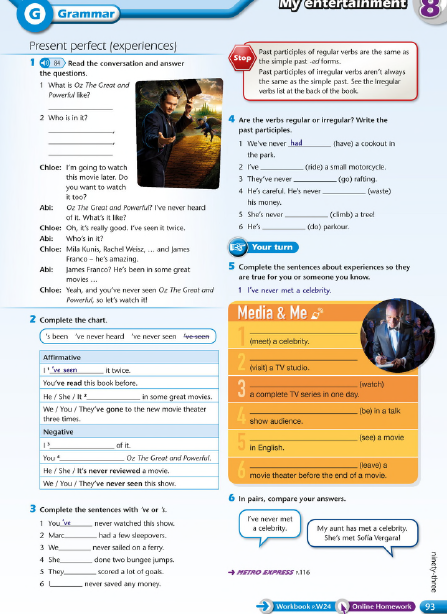 My entertainment 8
G Grammar
Present perfect (experiences)
1 84 Read the conversation and answer
the questions.
1 What is Oz The Great and
Powerful like?
2 Who is in it?
Chloe: I'm going to watch
this movie later. Do
you want to watch
it too?
Abi: Oz The Great and Powerful? I've never heard
of it. What's it like?
Chloe: Oh, it's really good. I've seen it twice.
Abi: Who's in it?
Chloe: Mila Kunis, Rachel Weisz, … and James
Franco – he's amazing.
Abi: James Franco? He's been in some great
movies …
Chloe: Yeah, and you've never seen Oz The Great and
Powerful, so let's watch it!
2 Complete the chart.
's been 've never heard 've never seen 've seen
Affirmative
I 1 've seen it twice.
You've read this book before.
He / She / It 2 in some great movies.
We / You / They've gone to the new movie theater
three times.
Negative
I 3 of it.
You 4 Oz The Great and Powerful.
He / She / It's never reviewed a movie.
We / You / They've never seen this show.
3 Complete the sentences with 've or 's.
1 You 've never watched this show.
2 Marc had a few sleepovers.
3 We never sailed on a ferry.
4 She done two bungee jumps.
5 They scored a lot of goals.
6 I never saved any money.
Stop
Past participles of regular verbs are the same as
the simple past -ed forms.
Past participles of irregular verbs aren't always
the same as the simple past. See the Irregular
verbs list at the back of the book.
4 Are the verbs regular or irregular? Write the
past participles.
1 We've never had (have) a cookout in
the park.
2 I've (ride) a small motorcycle.
3 They've never (go) rafting.
4 He's careful. He's never (waste)
his money.
5 She's never (climb) a tree!
6 He's (do) parkour.
Your turn
5 Complete the sentences about experiences so they
are true for you or someone you know.
1 I've never met a celebrity.
Media & Me
1 (meet) a celebrity.
2 (visit) a TV studio.
3 (watch)
a complete TV series in one day.
4 (be) in a talk
show audience.
5 (see) a movie
in English.
6 (leave) a
movie theater before the end of a movie.
6 In pairs, compare your answers.
I've never met
a celebrity.
My aunt has met a celebrity.
She's met Sofía Vergara!
METRO EXPRESS p.116
ninety-three
Workbook p.W24 Online Homework 93